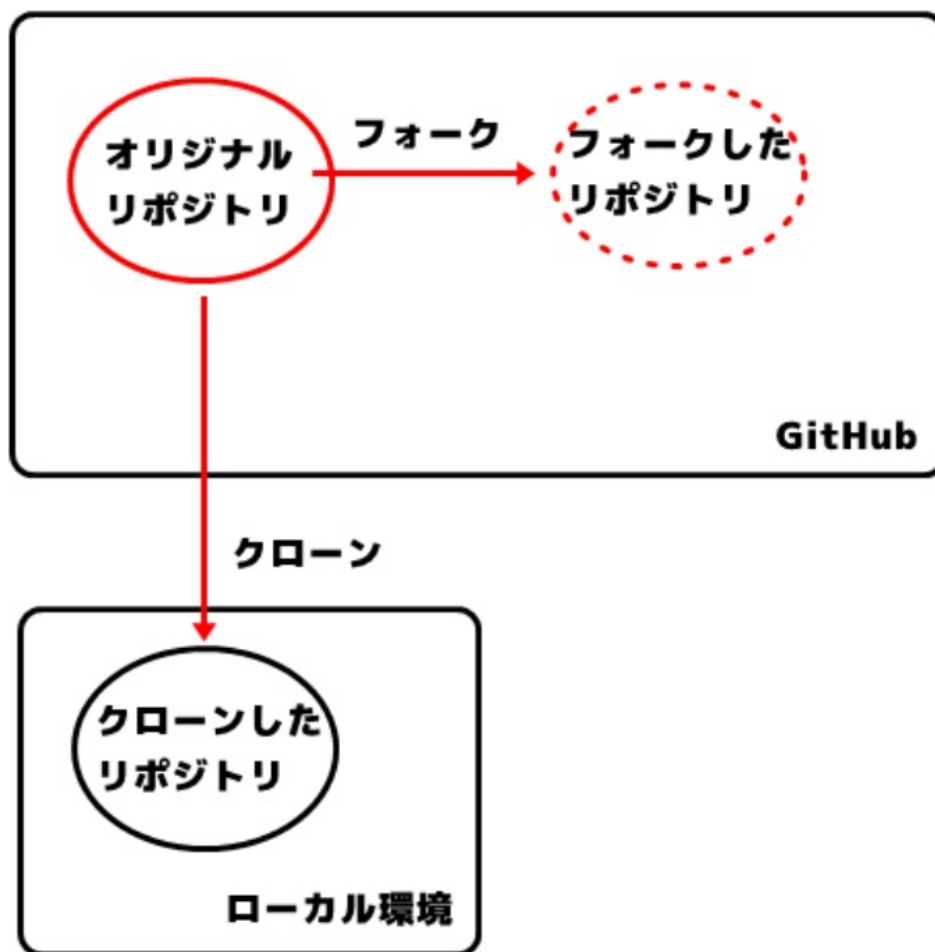 オリジナル
リポジトリ
フォーク
フォークした
リポジトリ
GitHub
クローン
クローンした
リポジトリ
ローカル環境